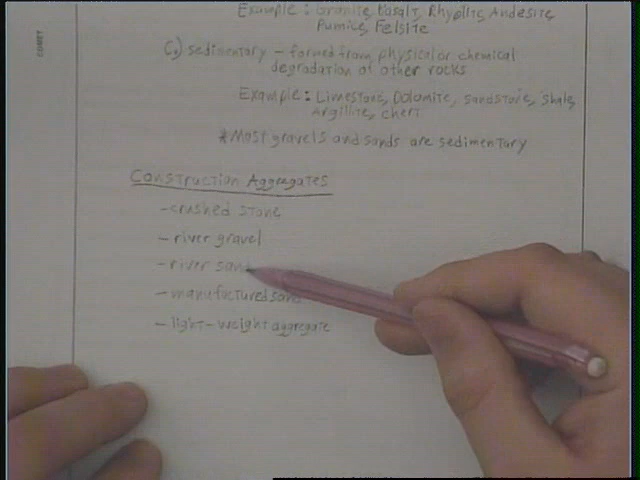 Example: Granite, Basalt, Rhyolite, Andesite,
Pumice, Felsite
C.) sedimentary - formed from physical or chemical
degradation of other rocks
Example: Limestone, Dolomite, sandstone, shale,
Argillite, chert
*Most gravels and sands are sedimentary
Construction Aggregates
- crushed stone
- river gravel
- river sand
- manufactured sand
- light-weight aggregate